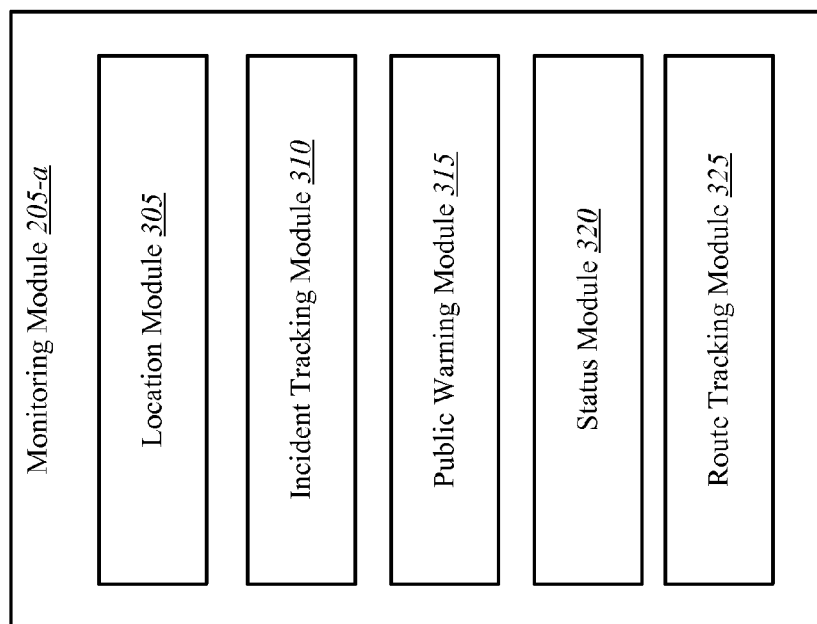 Monitoring Module 205-a
Location Module 305
Incident Tracking Module 310
Public Warning Module 315
Status Module 320
Route Tracking Module 325